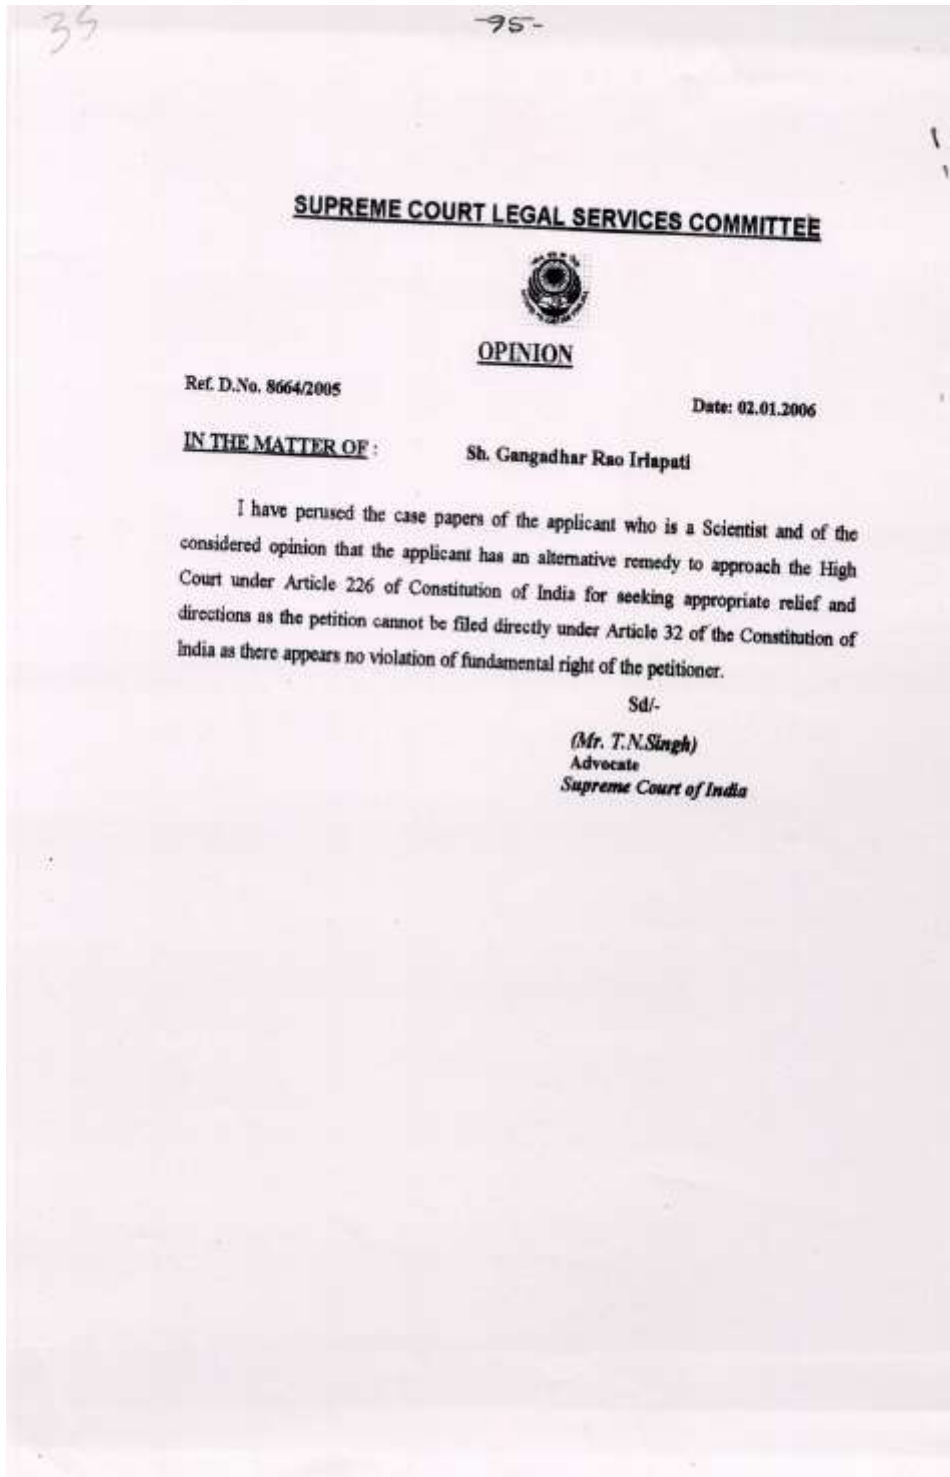 35
-95-
SUPREME COURT LEGAL SERVICES COMMITTEE
OPINION
Ref. D.No. 8664/2005
Date: 02.01.2006
IN THE MATTER OF :
Sh. Gangadhar Rao Irlapati
I have perused the case papers of the applicant who is a Scientist and of the
considered opinion that the applicant has an alternative remedy to approach the High
Court under Article 226 of Constitution of India for seeking appropriate relief and
directions as the petition cannot be filed directly under Article 32 of the Constitution of
India as there appears no violation of fundamental right of the petitioner.
Sd/-
(Mr. T.N.Singh)
Advocate
Supreme Court of India